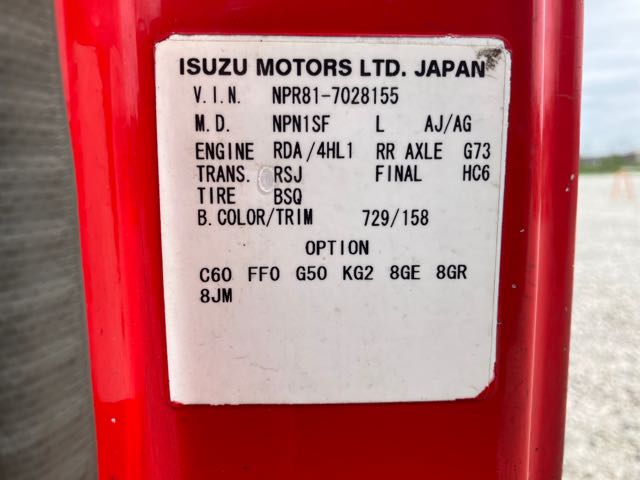 ISUZU MOTORS LTD. JAPAN
V.I.N. NPR81-7028155
M.D. NPN1SF L AJ/AG
ENGINE RDA/4HL1 RR AXLE G73
TRANS. RSJ FINAL HC6
TIRE BSQ
B.COLOR/TRIM 729/158
OPTION
C60 FF0 G50 KG2 8GE 8GR
8JM